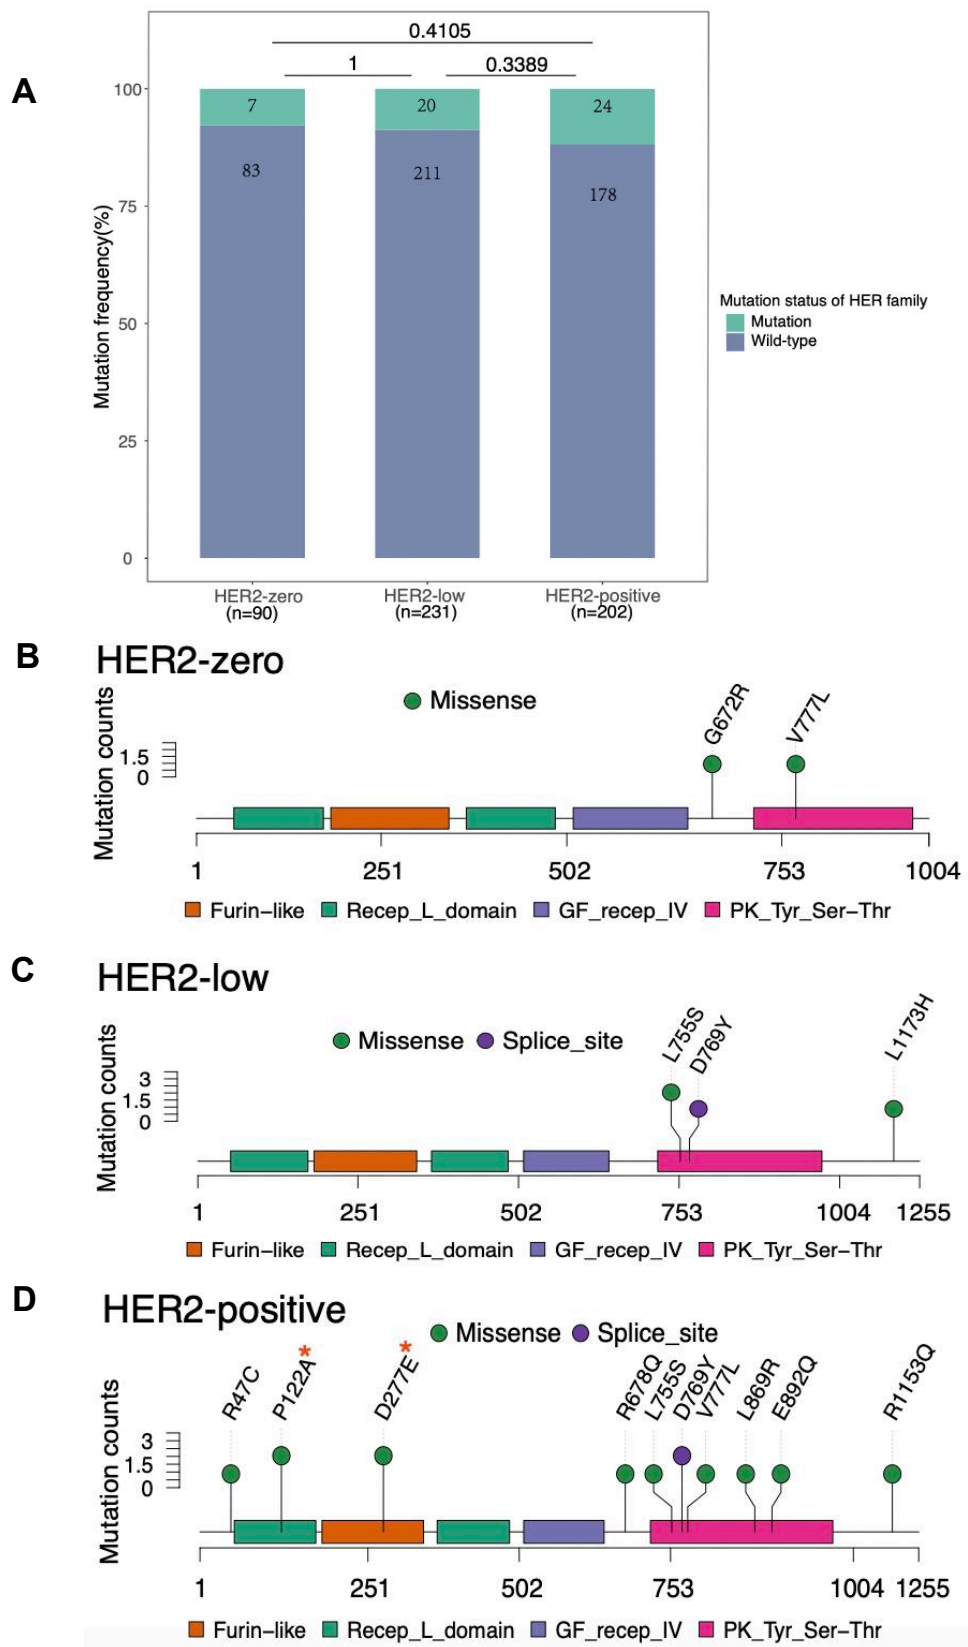 A
0.4105
1
0.3389
100
7
20
24
83
211
178
75
50
25
0
Mutation frequency(%)
Mutation status of HER family
Mutation
Wild-type
HER2-zero
(n=90)
HER2-low
(n=231)
HER2-positive
(n=202)
B
HER2-zero
Missense
G672R
V777L
Mutation counts
1.5
0
1 251 502 753 1004
Furin-like Recep_L_domain GF_recep_IV PK_Tyr_Ser-Thr
C
HER2-low
Missense Splice_site
L755S
D769Y
L1173H
Mutation counts
3
1.5
0
1 251 502 753 1004 1255
Furin-like Recep_L_domain GF_recep_IV PK_Tyr_Ser-Thr
D
HER2-positive
Missense Splice_site
R47C
P122A*
D277E*
R678Q
L755S
D769Y
V777L
L869R
E892Q
R1153Q
Mutation counts
3
1.5
0
1 251 502 753 1004 1255
Furin-like Recep_L_domain GF_recep_IV PK_Tyr_Ser-Thr